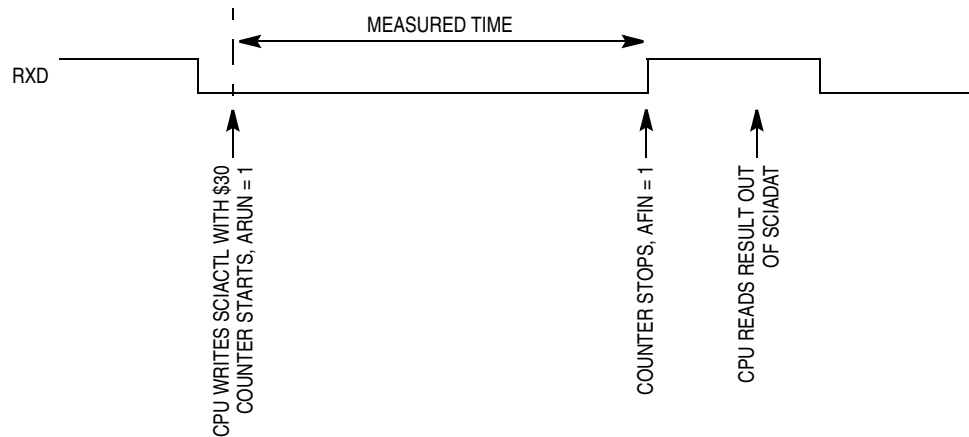 MEASURED TIME
RXD
CPU WRITES SCIACTL WITH $30
COUNTER STARTS, ARUN = 1
COUNTER STOPS, AFIN = 1
CPU READS RESULT OUT
OF SCIADAT